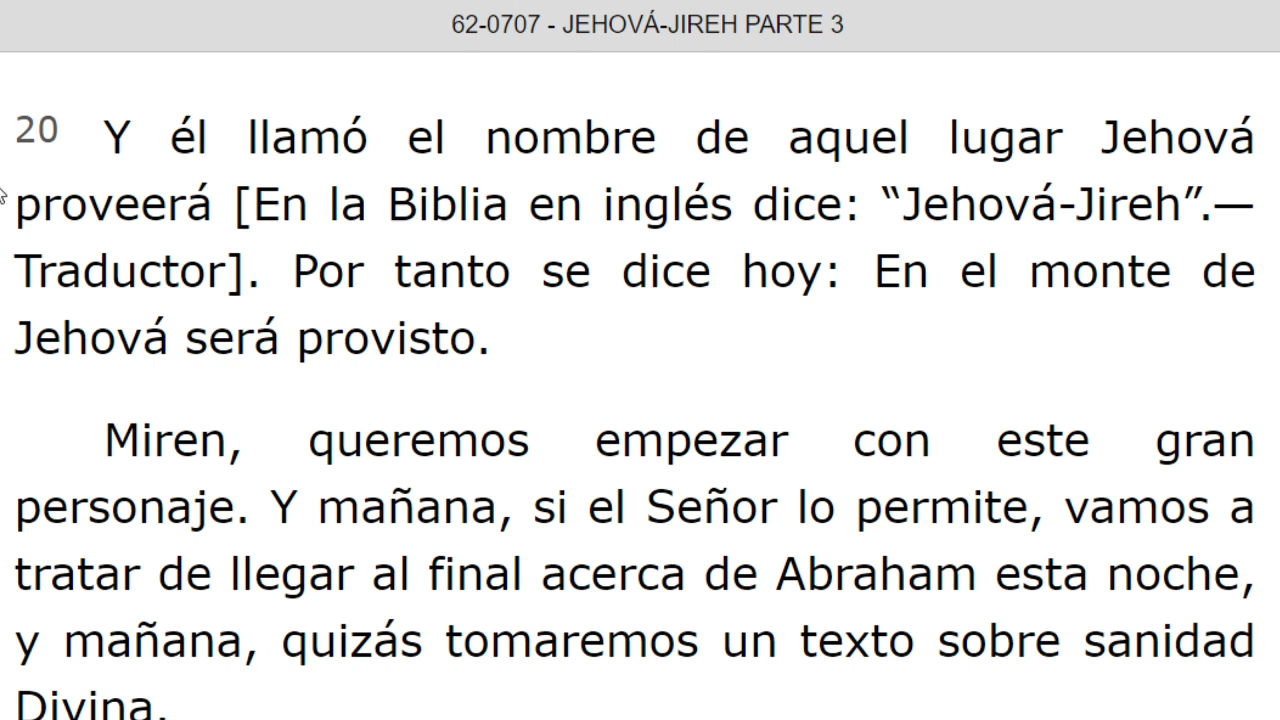 62-0707 - JEHOVÁ-JIREH PARTE 3
20 Y él llamó el nombre de aquel lugar Jehová
proveerá [En la Biblia en inglés dice: “Jehová-Jireh”.—
Traductor]. Por tanto se dice hoy: En el monte de
Jehová será provisto.
Miren, queremos empezar con este gran
personaje. Y mañana, si el Señor lo permite, vamos a
tratar de llegar al final acerca de Abraham esta noche,
y mañana, quizás tomaremos un texto sobre sanidad
Divina.